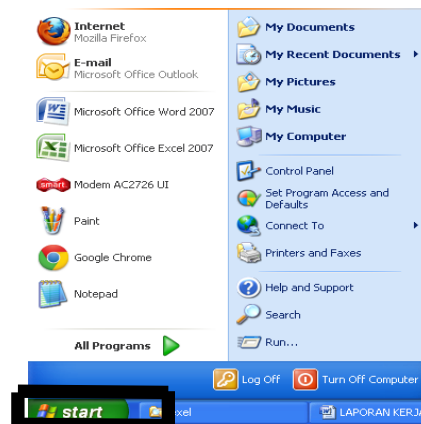 Internet
Mozilla Firefox
E-mail
Microsoft Office Outlook
Microsoft Office Word 2007
Microsoft Office Excel 2007
smart Modem AC2726 UI
Paint
Google Chrome
Notepad
All Programs
My Documents
My Recent Documents
My Pictures
My Music
My Computer
Control Panel
Set Program Access and
Defaults
Connect To
Printers and Faxes
Help and Support
Search
Run...
Log Off
Turn Off Computer
start
LAPORAN KERJA